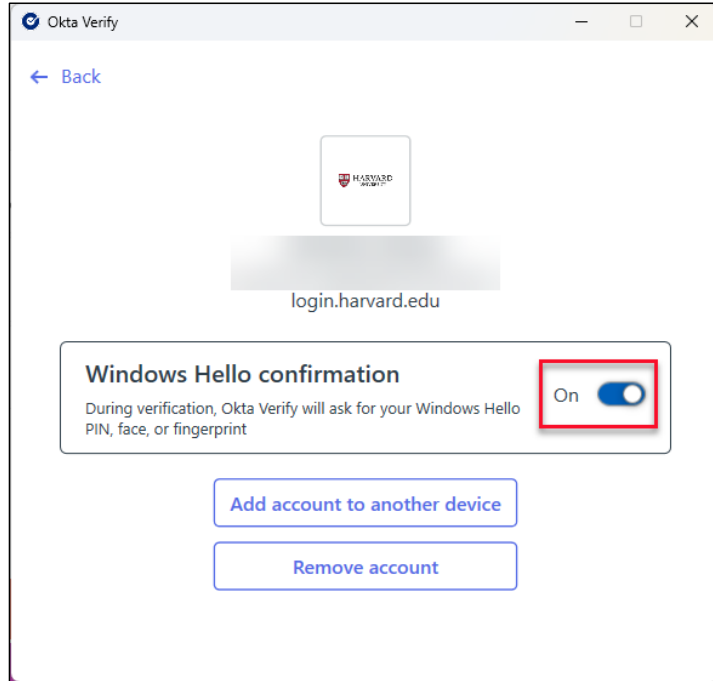 Okta Verify
← Back
HARVARD
UNIVERSITY
login.harvard.edu
Windows Hello confirmation
During verification, Okta Verify will ask for your Windows Hello
PIN, face, or fingerprint
On
Add account to another device
Remove account